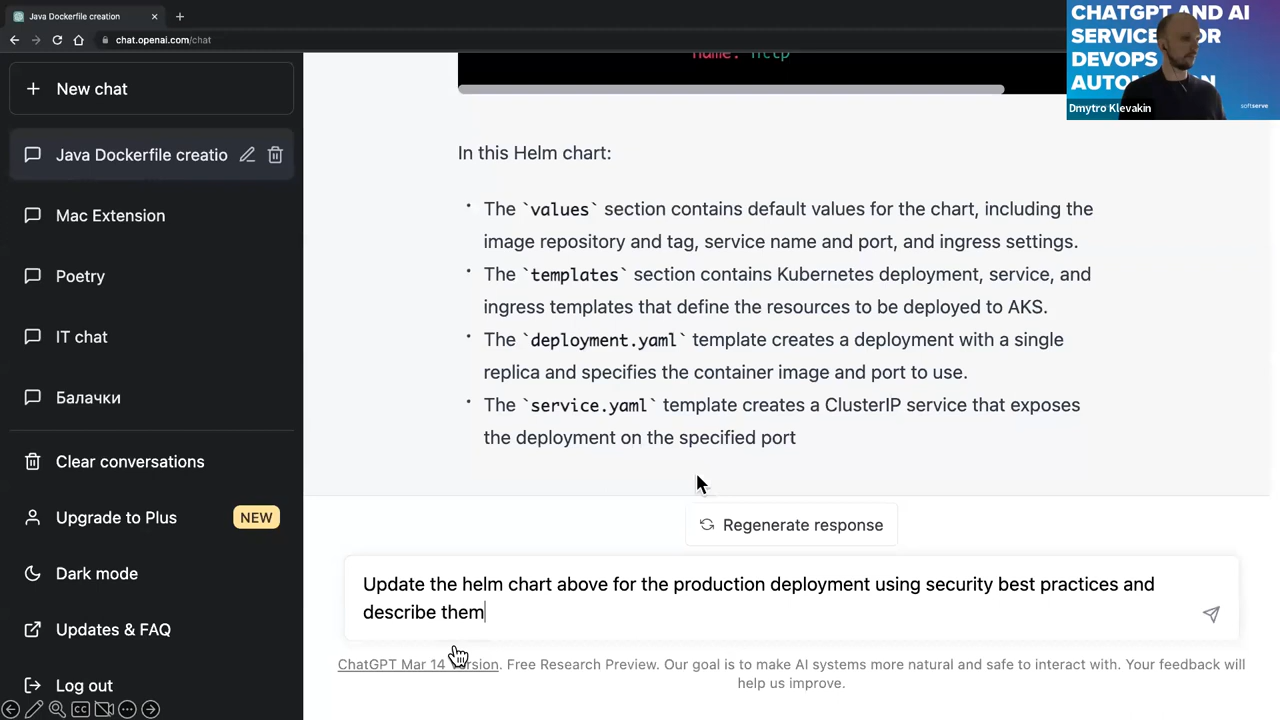 Java Dockerfile creation
chat.openai.com/chat
CHATGPT AND AI
DEVOPS
Dmytro Klevakin
softserve
New chat
Java Dockerfile creatio
Mac Extension
Poetry
IT chat
Балачки
Clear conversations
Upgrade to Plus
NEW
Dark mode
Updates & FAQ
Log out
name: http
In this Helm chart:
• The `values` section contains default values for the chart, including the
image repository and tag, service name and port, and ingress settings.
• The `templates` section contains Kubernetes deployment, service, and
ingress templates that define the resources to be deployed to AKS.
• The `deployment.yaml` template creates a deployment with a single
replica and specifies the container image and port to use.
• The `service.yaml` template creates a ClusterIP service that exposes
the deployment on the specified port
Regenerate response
Update the helm chart above for the production deployment using security best practices and
describe them
ChatGPT Mar 14 Version. Free Research Preview. Our goal is to make AI systems more natural and safe to interact with. Your feedback will
help us improve.